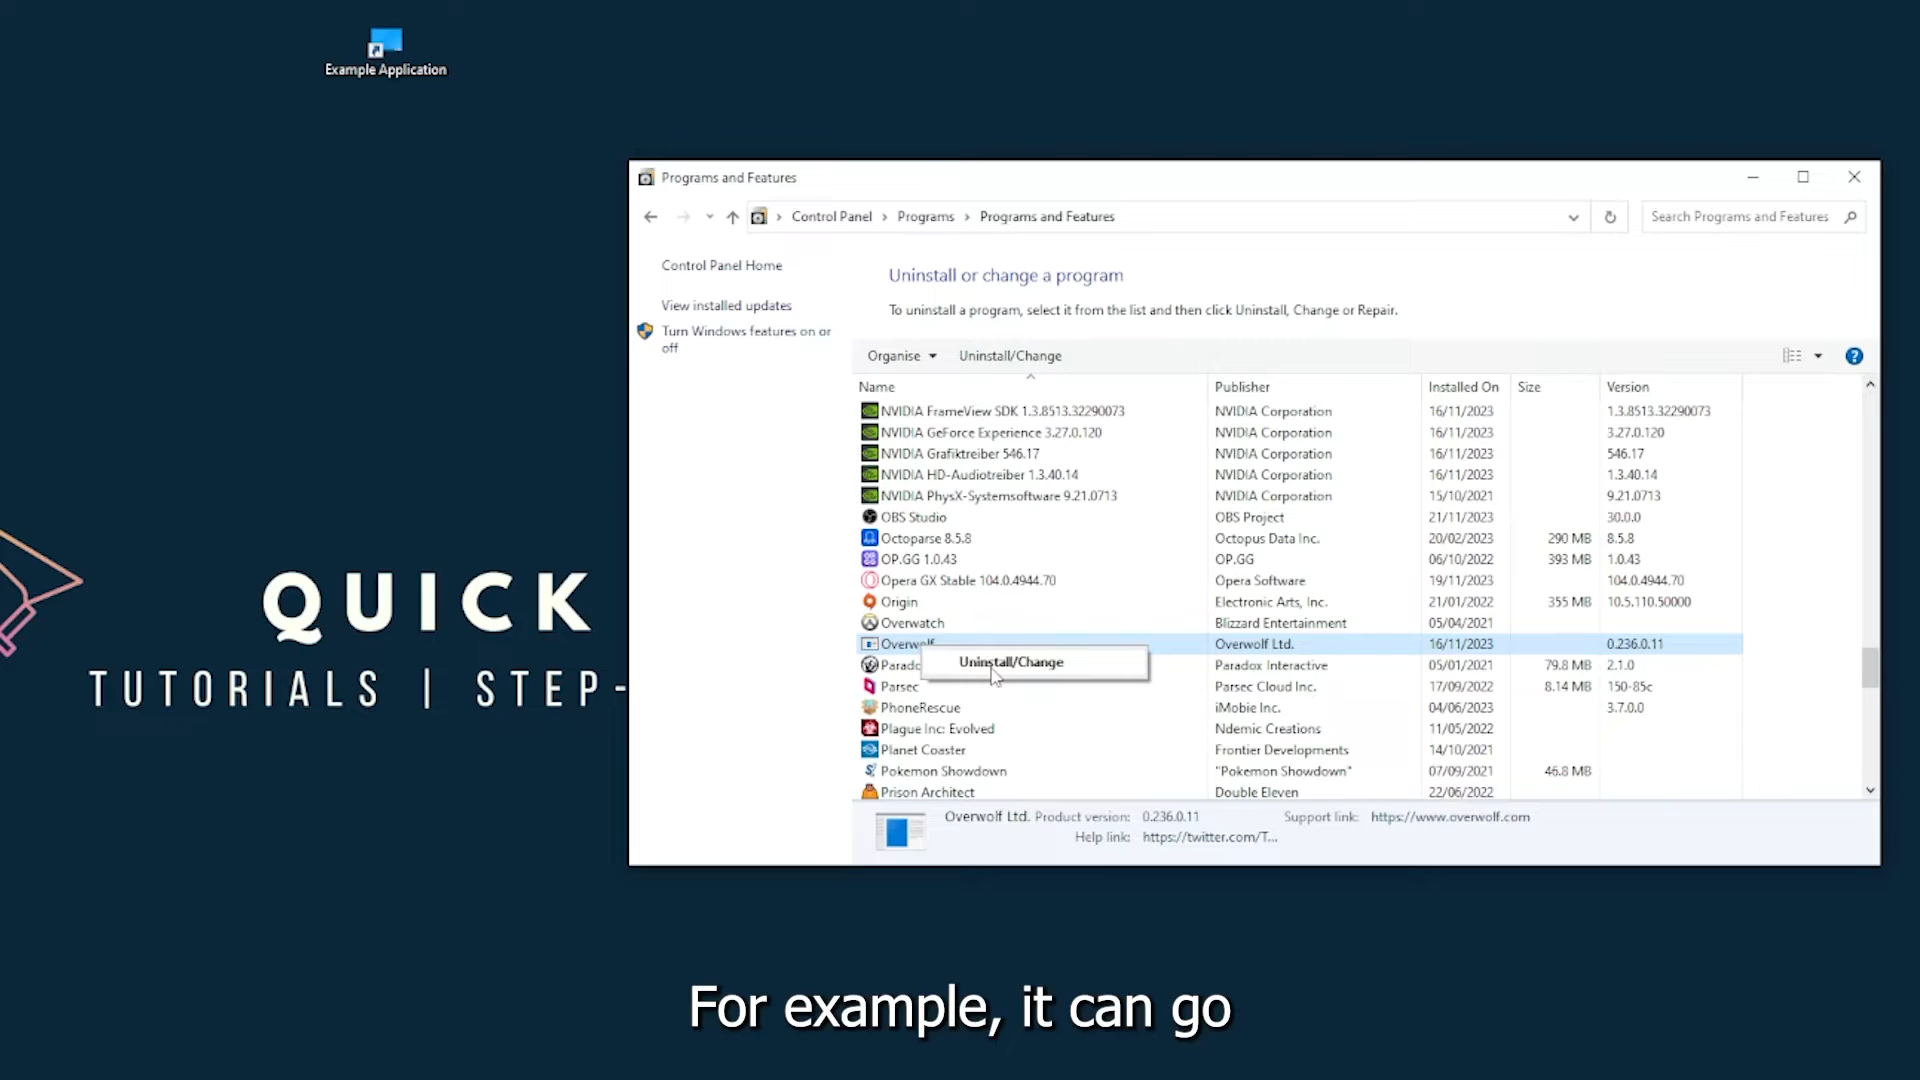 Example Application
QUICK
TUTORIALS | STEP-
Programs and Features
Control Panel > Programs > Programs and Features
Search Programs and Features
Control Panel Home
View installed updates
Turn Windows features on or
off
Uninstall or change a program
To uninstall a program, select it from the list and then click Uninstall, Change or Repair.
Organise Uninstall/Change
Name Publisher Installed On Size Version
NVIDIA FrameView SDK 1.3.8513.32290073 NVIDIA Corporation 16/11/2023 1.3.8513.32290073
NVIDIA GeForce Experience 3.27.0.120 NVIDIA Corporation 16/11/2023 3.27.0.120
NVIDIA Grafiktreiber 546.17 NVIDIA Corporation 16/11/2023 546.17
NVIDIA HD-Audiotreiber 1.3.40.14 NVIDIA Corporation 16/11/2023 1.3.40.14
NVIDIA PhysX-Systemsoftware 9.21.0713 NVIDIA Corporation 15/10/2021 9.21.0713
OBS Studio OBS Project 21/11/2023 30.0.0
Octoparse 8.5.8 Octopus Data Inc. 20/02/2023 290 MB 8.5.8
OP.GG 1.0.43 OP.GG 06/10/2022 393 MB 1.0.43
Opera GX Stable 104.0.4944.70 Opera Software 19/11/2023 104.0.4944.70
Origin Electronic Arts, Inc. 21/01/2022 355 MB 10.5.110.50000
Overwatch Blizzard Entertainment 05/04/2021
Overwolf Overwolf Ltd. 16/11/2023 0.236.0.11
Uninstall/Change
Parado Paradox Interactive 05/01/2021 79.8 MB 2.1.0
Parsec Parsec Cloud Inc. 17/09/2022 8.14 MB 150-85c
PhoneRescue iMobie Inc. 04/06/2023 3.7.0.0
Plague Inc: Evolved Ndemic Creations 11/05/2022
Planet Coaster Frontier Developments 14/10/2021
Pokemon Showdown "Pokemon Showdown" 07/09/2021 46.8 MB
Prison Architect Double Eleven 22/06/2022
Overwolf Ltd. Product version: 0.236.0.11 Support link: https://www.overwolf.com
Help link: https://twitter.com/T...
For example, it can go